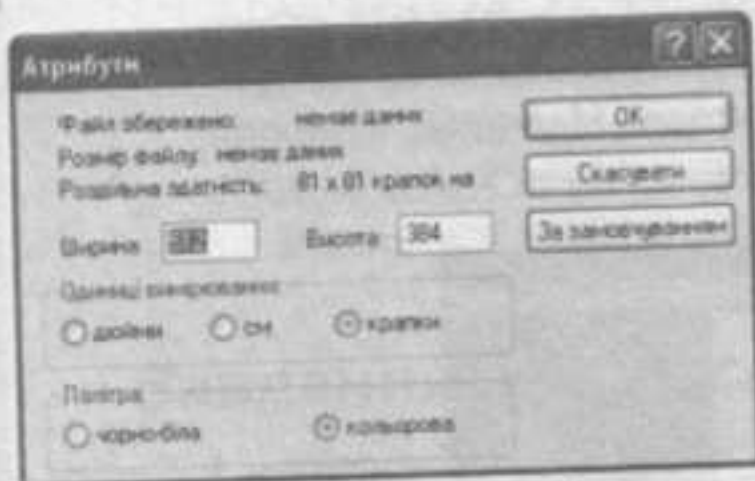 Атрибути
Файл збережено: немає даних
OK
Розмір файлу: немає даних
Роздільна здатність: 81 x 81 крапок на
Скасувати
Ширина: Высота: 384
За замовчуванням
Одиниці вимірювання
дюйми см крапки
Палітра
чорно-біла кольорова